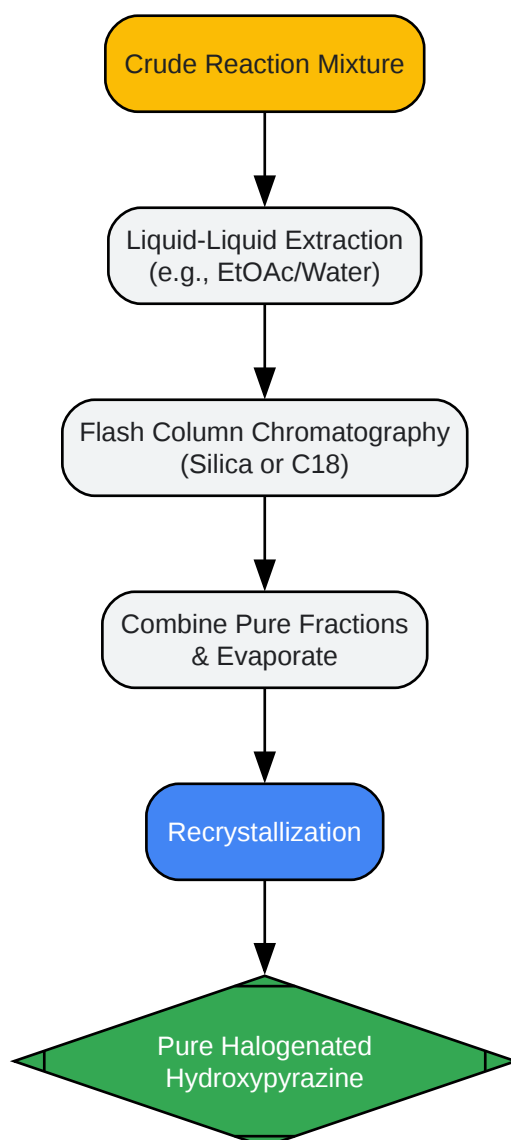 Crude Reaction Mixture
Liquid-Liquid Extraction
(e.g., EtOAc/Water)
Flash Column Chromatography
(Silica or C18)
Combine Pure Fractions
& Evaporate
Recrystallization
Pure Halogenated
Hydroxypyrazine